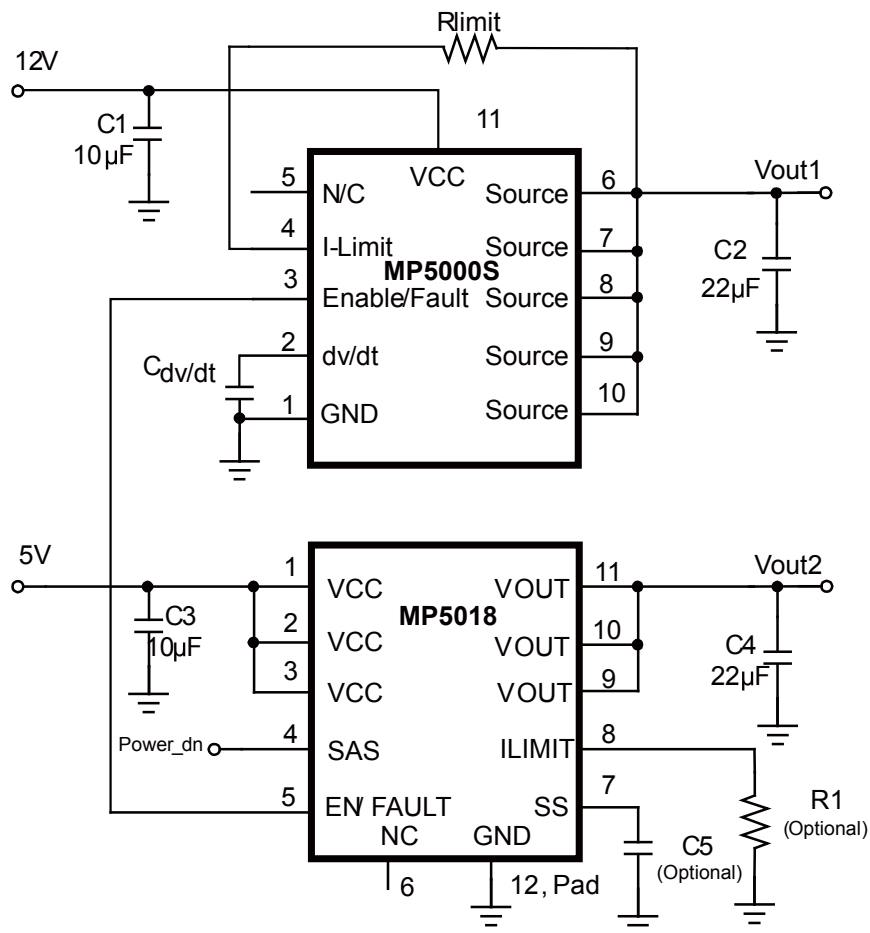 Rlimit
12V
C1
10µF
11
VCC
5
N/C
Source
6
Vout1
4
I-Limit
Source
7
C2
22µF
MP5000S
3
Enable/Fault
Source
8
2
dv/dt
Source
9
Cdv/dt
1
GND
Source
10
5V
1
VCC
VOUT
11
Vout2
MP5018
C3
10µF
2
VCC
VOUT
10
C4
22µF
3
VCC
VOUT
9
Power_dn
4
SAS
ILIMIT
8
5
EN/ FAULT
SS
7
R1
(Optional)
NC
GND
C5
(Optional)
6
12, Pad